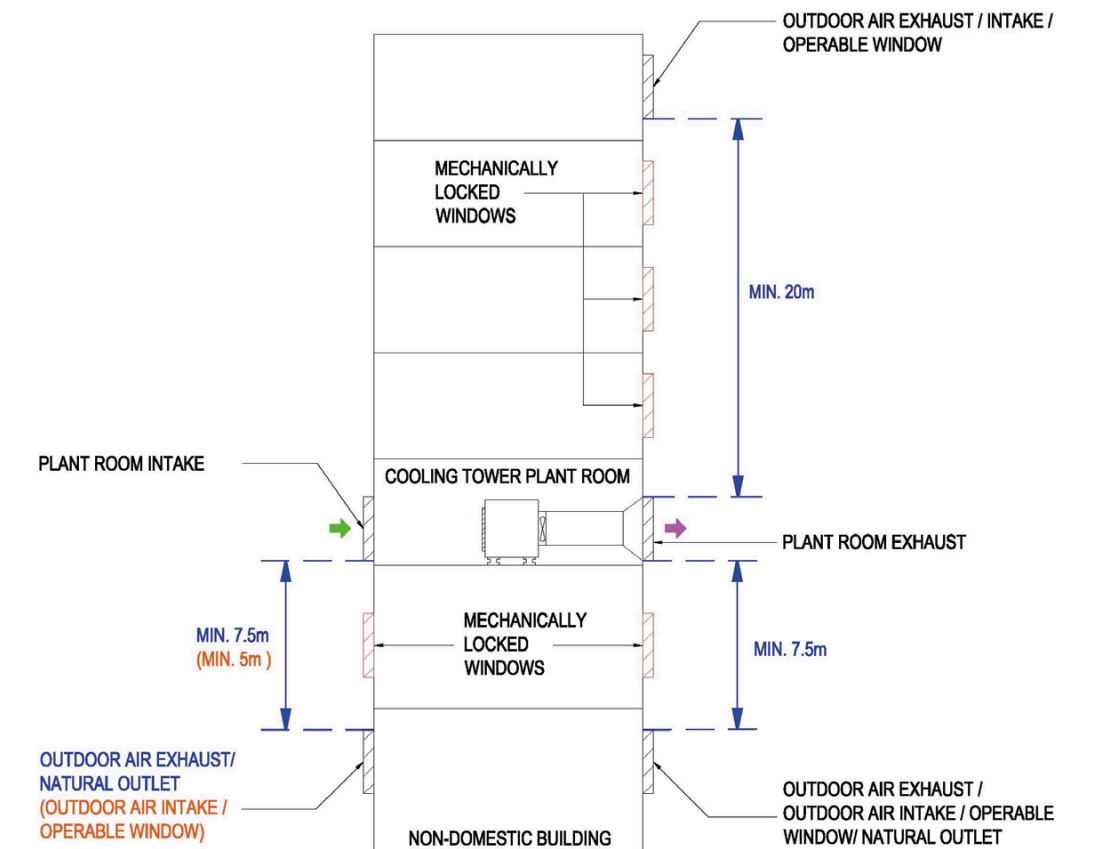 OUTDOOR AIR EXHAUST / INTAKE /
OPERABLE WINDOW
MECHANICALLY
LOCKED
WINDOWS
MIN. 20m
PLANT ROOM INTAKE
COOLING TOWER PLANT ROOM
PLANT ROOM EXHAUST
MIN. 7.5m
(MIN. 5m )
MECHANICALLY
LOCKED
WINDOWS
MIN. 7.5m
OUTDOOR AIR EXHAUST/
NATURAL OUTLET
(OUTDOOR AIR INTAKE /
OPERABLE WINDOW)
NON-DOMESTIC BUILDING
OUTDOOR AIR EXHAUST /
OUTDOOR AIR INTAKE / OPERABLE
WINDOW/ NATURAL OUTLET